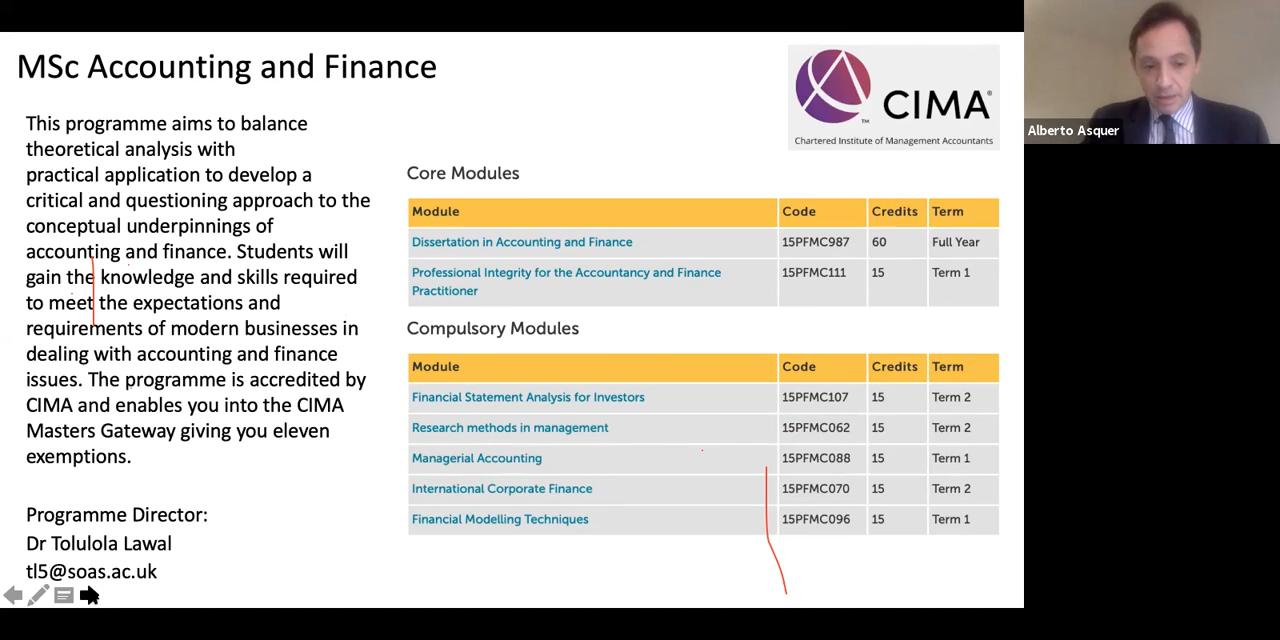 MSc Accounting and Finance
This programme aims to balance
theoretical analysis with
practical application to develop a
critical and questioning approach to the
conceptual underpinnings of
accounting and finance. Students will
gain the knowledge and skills required
to meet the expectations and
requirements of modern businesses in
dealing with accounting and finance
issues. The programme is accredited by
CIMA and enables you into the CIMA
Masters Gateway giving you eleven
exemptions.
Programme Director:
Dr Tolulola Lawal
tl5@soas.ac.uk
CIMA®
™
Chartered Institute of Management Accountants
Core Modules
Module Code Credits Term
Dissertation in Accounting and Finance 15PFMC987 60 Full Year
Professional Integrity for the Accountancy and Finance 15PFMC111 15 Term 1
Practitioner
Compulsory Modules
Module Code Credits Term
Financial Statement Analysis for Investors 15PFMC107 15 Term 2
Research methods in management 15PFMC062 15 Term 2
Managerial Accounting 15PFMC088 15 Term 1
International Corporate Finance 15PFMC070 15 Term 2
Financial Modelling Techniques 15PFMC096 15 Term 1
Alberto Asquer